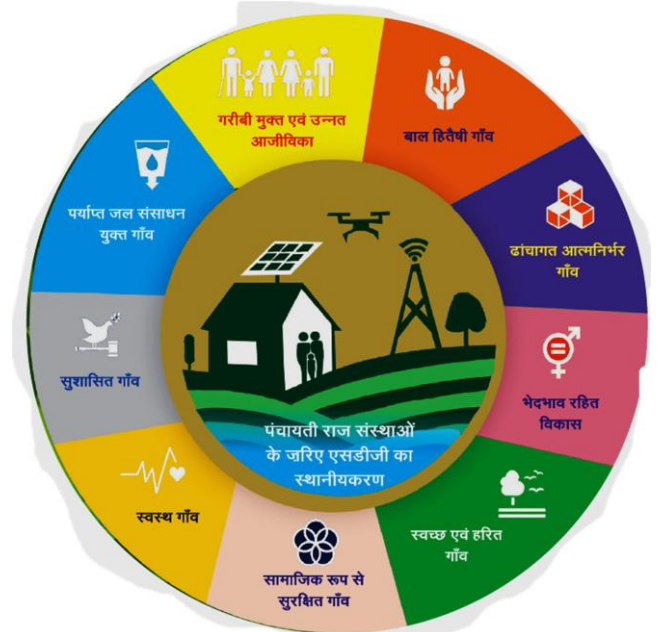 गरीबी मुक्त एवं उन्नत
आजीविका
बाल हितैषी गाँव
ढांचागत आत्मनिर्भर
गाँव
भेदभाव रहित
विकास
स्वच्छ एवं हरित
गाँव
सामाजिक रूप से
सुरक्षित गाँव
स्वस्थ गाँव
सुशासित गाँव
पर्याप्त जल संसाधन
युक्त गाँव
पंचायती राज संस्थाओं
के जरिए एसडीजी का
स्थानीयकरण